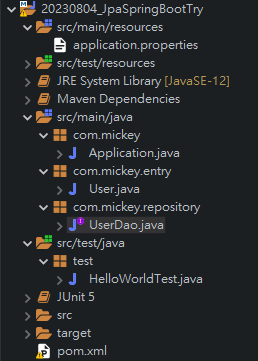 20230804_JpaSpringBootTry
src/main/resources
application.properties
src/test/resources
JRE System Library [JavaSE-12]
Maven Dependencies
src/main/java
com.mickey
Application.java
com.mickey.entry
User.java
com.mickey.repository
UserDao.java
src/test/java
test
HelloWorldTest.java
JUnit 5
src
target
pom.xml